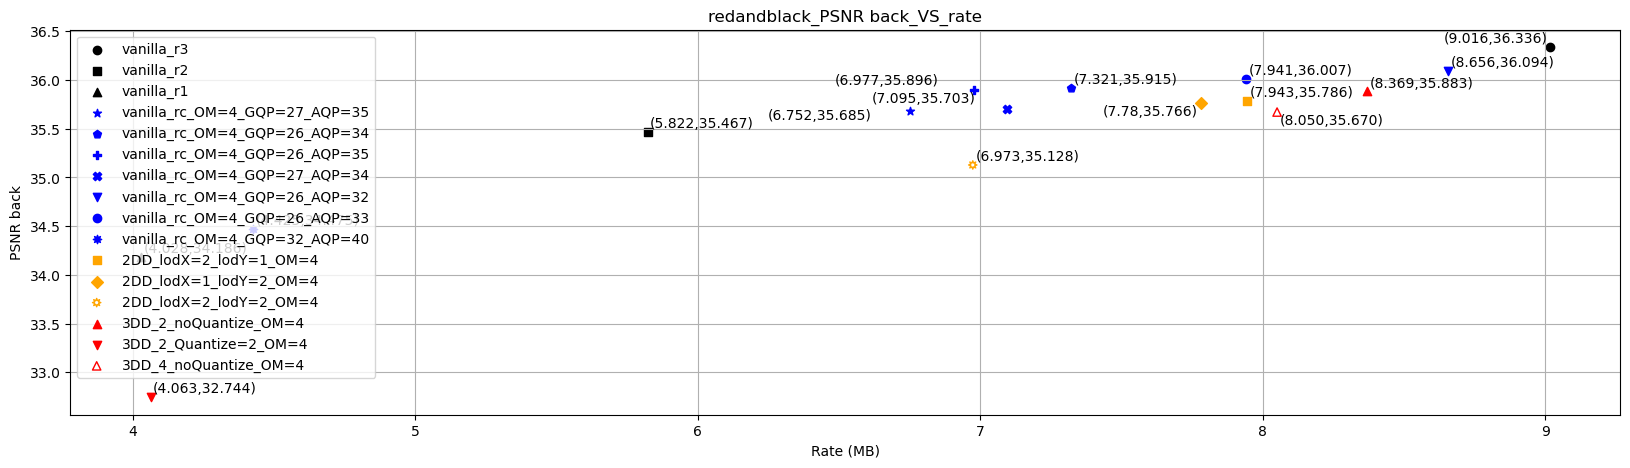 redandblack_PSNR back_VS_rate
PSNR back
36.5
36.0
35.5
35.0
34.5
34.0
33.5
33.0
vanilla_r3
vanilla_r2
vanilla_r1
vanilla_rc_OM=4_GQP=27_AQP=35
vanilla_rc_OM=4_GQP=26_AQP=34
vanilla_rc_OM=4_GQP=26_AQP=35
vanilla_rc_OM=4_GQP=27_AQP=34
vanilla_rc_OM=4_GQP=26_AQP=32
vanilla_rc_OM=4_GQP=26_AQP=33
vanilla_rc_OM=4_GQP=32_AQP=40
2DD_lodX=2_lodY=1_OM=4
2DD_lodX=1_lodY=2_OM=4
2DD_lodX=2_lodY=2_OM=4
3DD_2_noQuantize_OM=4
3DD_2_Quantize=2_OM=4
3DD_4_noQuantize_OM=4
(9.016,36.336)
(8.656,36.094)
(7.941,36.007)
(6.977,35.896)
(7.321,35.915)
(8.369,35.883)
(7.095,35.703)
(7.943,35.786)
(6.752,35.685)
(7.78,35.766)
(8.050,35.670)
(5.822,35.467)
(6.973,35.128)
(4.028,34.186)
(4.063,32.744)
4
5
6
7
8
9
Rate (MB)